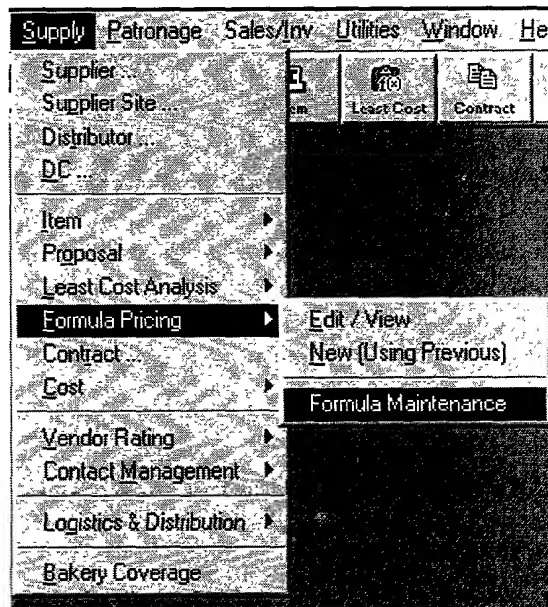 Supply Patronage Sales/Inv Utilities Window He
Supplier ...
Supplier Site ...
em Least Cost Contract
Distributor ...
DC ...
Item
Proposal
Least Cost Analysis
Formula Pricing Edit / View
Contract ... New (Using Previous)
Cost Formula Maintenance
Vendor Rating
Contact Management
Logistics & Distribution
Bakery Coverage